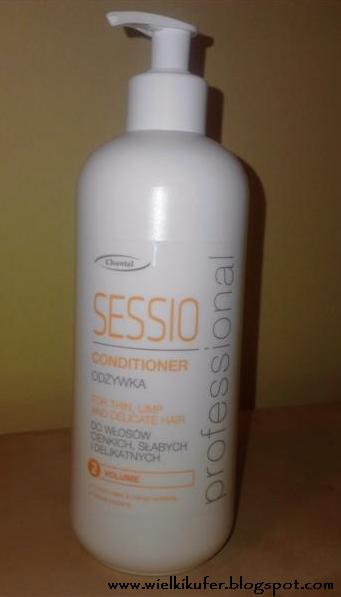 Chantal
SESSIO
CONDITIONER
ODŻYWKA
FOR THIN, LIMP
AND DELICATE HAIR
DO WŁOSÓW
CIENKICH, SŁABYCH
I DELIKATNYCH
2 VOLUME
professional
www.wielkikufer.blogspot.com